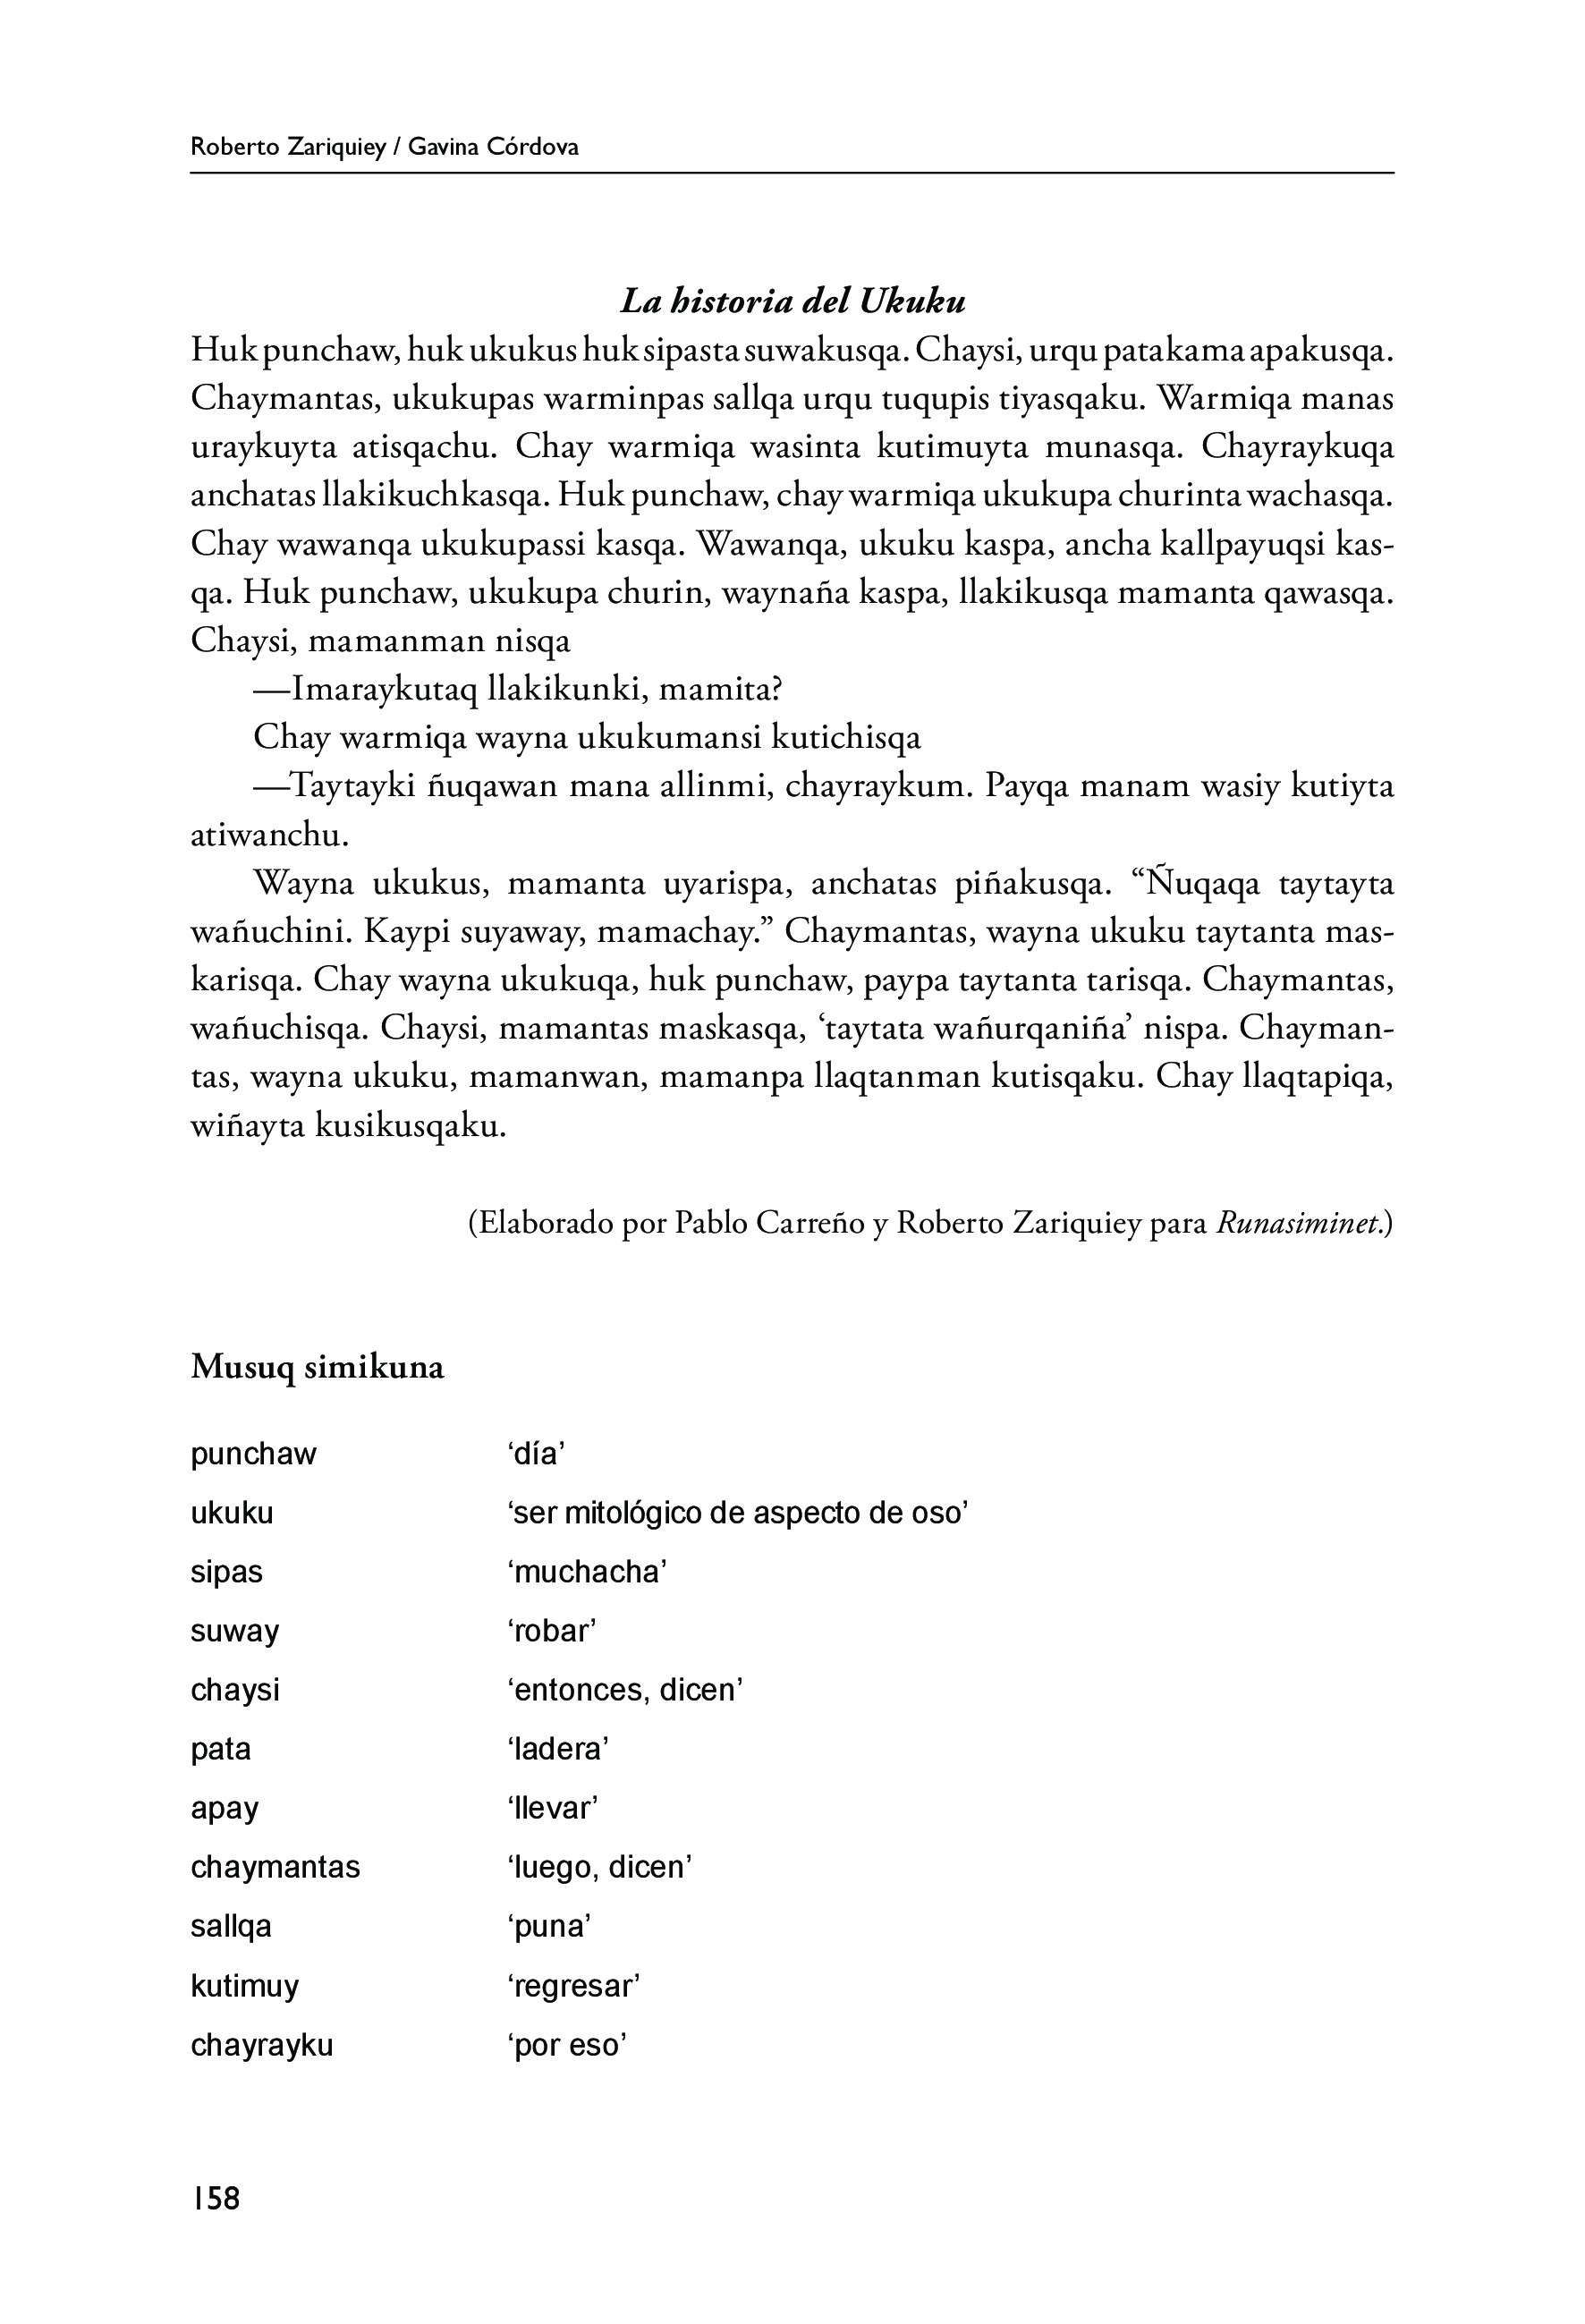 Roberto Zariquiey / Gavina Córdova
La historia del Ukuku
Huk punchaw, huk ukukus huk sipasta suwakusqa. Chaysi, urqu patakama apakusqa.
Chaymantas, ukukupas warminpas sallqa urqu tuqupis tiyasqaku. Warmiqa manas
uraykuyta atisqachu. Chay warmiqa wasinta kutimuyta munasqa. Chayraykuqa
anchatas llakikuchkasqa. Huk punchaw, chay warmiqa ukukupa churinta wachasqa.
Chay wawanqa ukukupassi kasqa. Wawanqa, ukuku kaspa, ancha kallpayuqsi kas-
qa. Huk punchaw, ukukupa churin, waynaña kaspa, llakikusqa mamanta qawasqa.
Chaysi, mamanman nisqa
—Imaraykutaq llakikunki, mamita?
Chay warmiqa wayna ukukumansi kutichisqa
—Taytayki ñuqawan mana allinmi, chayraykum. Payqa manam wasiy kutiyta
atiwanchu.
Wayna ukukus, mamanta uyarispa, anchatas piñakusqa. “Ñuqaqa taytayta
wañuchini. Kaypi suyaway, mamachay.” Chaymantas, wayna ukuku taytanta mas-
karisqa. Chay wayna ukukuqa, huk punchaw, paypa taytanta tarisqa. Chaymantas,
wañuchisqa. Chaysi, mamantas maskasqa, ‘taytata wañurqaniña’ nispa. Chayman-
tas, wayna ukuku, mamanwan, mamanpa llaqtanman kutisqaku. Chay llaqtapiqa,
wiñayta kusikusqaku.
(Elaborado por Pablo Carreño y Roberto Zariquiey para Runasiminet.)
Musuq simikuna
punchaw ‘día’
ukuku ‘ser mitológico de aspecto de oso’
sipas ‘muchacha’
suway ‘robar’
chaysi ‘entonces, dicen’
pata ‘ladera’
apay ‘llevar’
chaymantas ‘luego, dicen’
sallqa ‘puna’
kutimuy ‘regresar’
chayrayku ‘por eso’
158